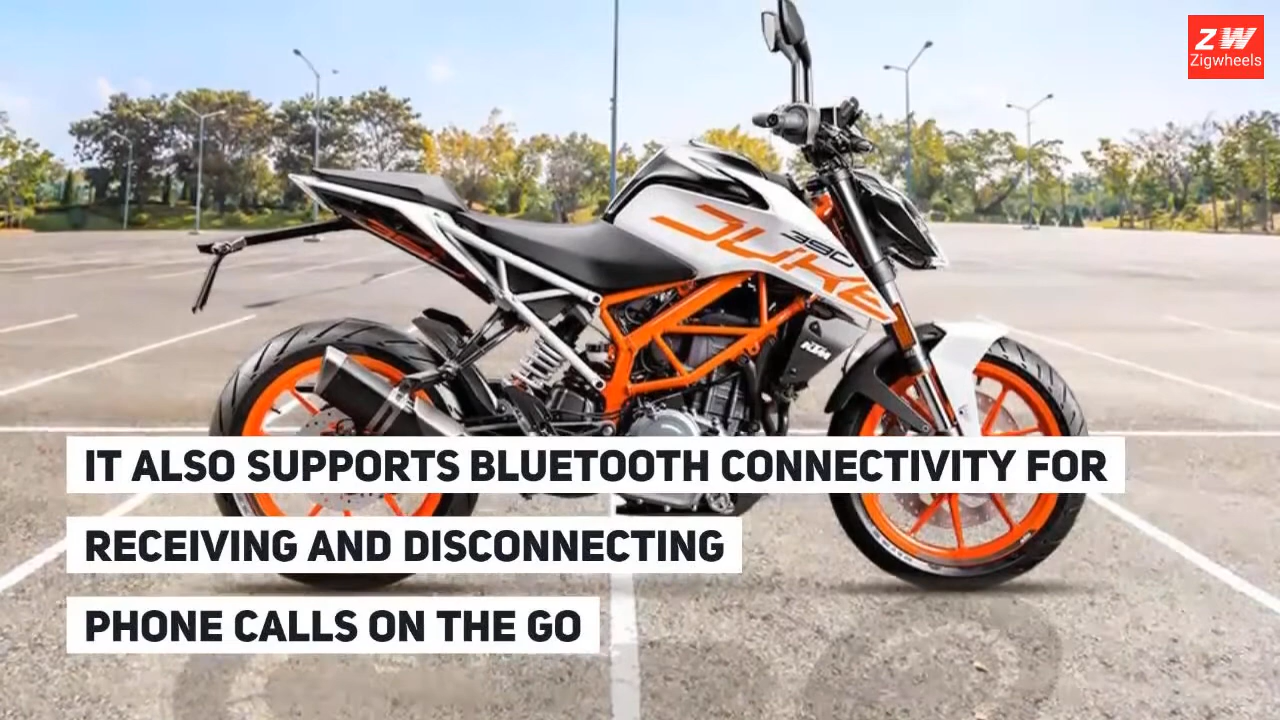 ZW
Zigwheels
390
DUKE
KTM
IT ALSO SUPPORTS BLUETOOTH CONNECTIVITY FOR
RECEIVING AND DISCONNECTING
PHONE CALLS ON THE GO